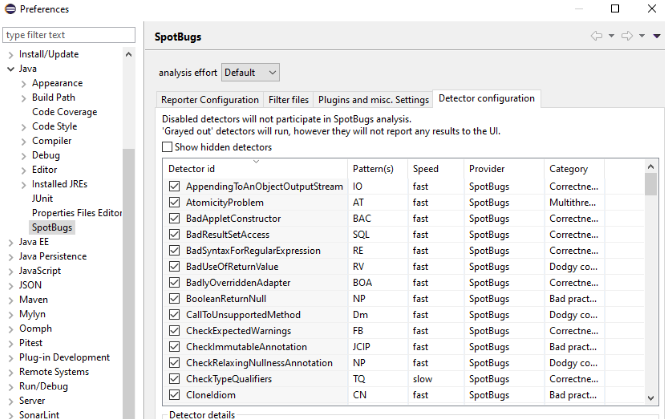 Preferences
type filter text
Install/Update
Java
Appearance
Build Path
Code Coverage
Code Style
Compiler
Debug
Editor
Installed JREs
JUnit
Properties Files Editor
SpotBugs
Java EE
Java Persistence
JavaScript
JSON
Maven
Mylyn
Oomph
Pitest
Plug-in Development
Remote Systems
Run/Debug
Server
SonarLint
SpotBugs
analysis effort Default
Reporter Configuration Filter files Plugins and misc. Settings Detector configuration
Disabled detectors will not participate in SpotBugs analysis.
'Grayed out' detectors will run, however they will not report any results to the UI.
Show hidden detectors
Detector id Pattern(s) Speed Provider Category
AppendingToAnObjectOutputStream IO fast SpotBugs Correctne...
AtomicityProblem AT fast SpotBugs Multithre...
BadAppletConstructor BAC fast SpotBugs Correctne...
BadResultSetAccess SQL fast SpotBugs Correctne...
BadSyntaxForRegularExpression RE fast SpotBugs Correctne...
BadUseOfReturnValue RV fast SpotBugs Dodgy co...
BadlyOverriddenAdapter BOA fast SpotBugs Correctne...
BooleanReturnNull NP fast SpotBugs Bad pract...
CallToUnsupportedMethod Dm fast SpotBugs Dodgy co...
CheckExpectedWarnings FB fast SpotBugs Correctne...
CheckImmutableAnnotation JCIP fast SpotBugs Bad pract...
CheckRelaxingNullnessAnnotation NP fast SpotBugs Dodgy co...
CheckTypeQualifiers TQ slow SpotBugs Correctne...
CloneIdiom CN fast SpotBugs Bad pract...
Detector details